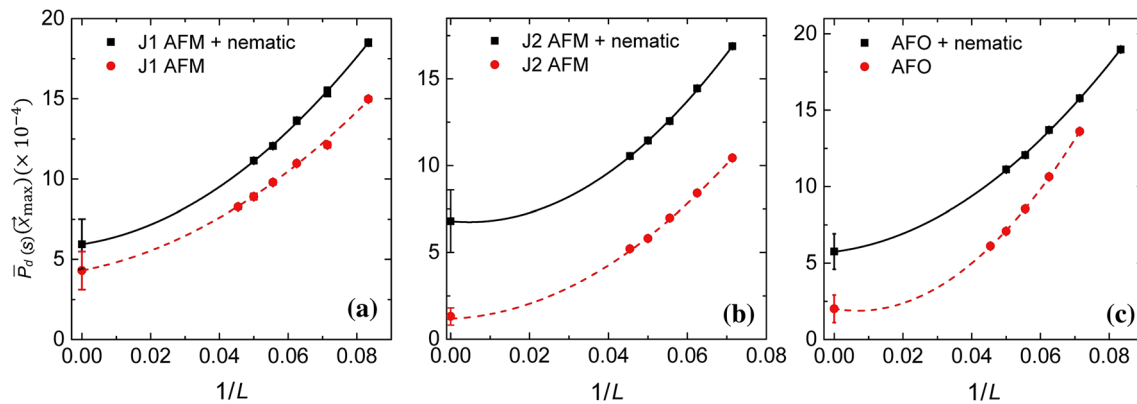 P̄d (s)(x⃗max)(× 10⁻⁴)
20
15
10
5
0
J1 AFM + nematic
J1 AFM
(a)
0.00 0.02 0.04 0.06 0.08
1/L
15
10
5
0
J2 AFM + nematic
J2 AFM
(b)
0.00 0.02 0.04 0.06 0.08
1/L
20
15
10
5
0
AFO + nematic
AFO
(c)
0.00 0.02 0.04 0.06 0.08
1/L